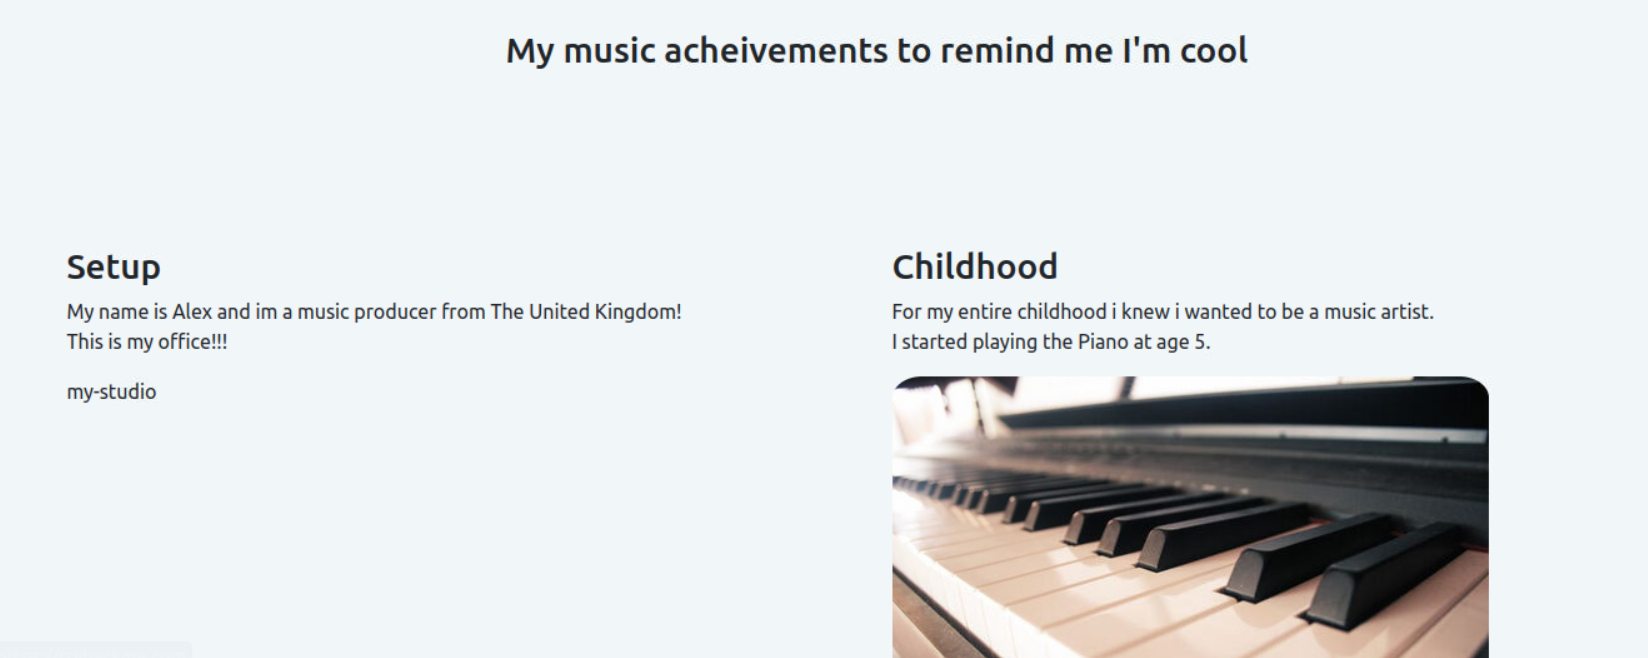 My music acheivements to remind me I'm cool
Setup
My name is Alex and im a music producer from The United Kingdom!
This is my office!!!
my-studio
Childhood
For my entire childhood i knew i wanted to be a music artist.
I started playing the Piano at age 5.